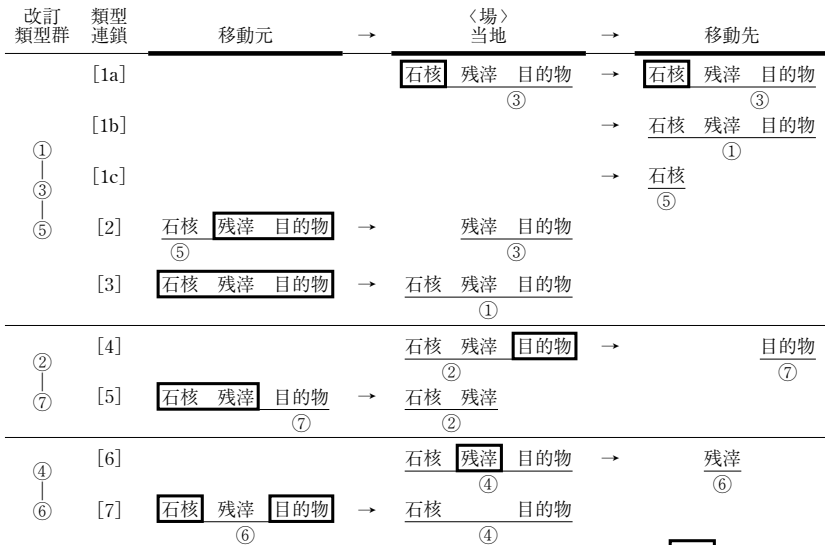 改訂 類型 〈場〉
類型群 連鎖 移動元 → 当地 → 移動先
[1a] 石核 残滓 目的物 → 石核 残滓 目的物
③ ③
[1b] → 石核 残滓 目的物
① ①
[1c] → 石核
③ ⑤
⑤ [2] 石核 残滓 目的物 → 残滓 目的物
⑤ ③
[3] 石核 残滓 目的物 → 石核 残滓 目的物
①
[4] 石核 残滓 目的物 → 目的物
② ② ⑦
⑦ [5] 石核 残滓 目的物 → 石核 残滓
⑦ ②
[6] 石核 残滓 目的物 → 残滓
④ ④ ⑥
⑥ [7] 石核 残滓 目的物 → 石核 目的物
⑥ ④